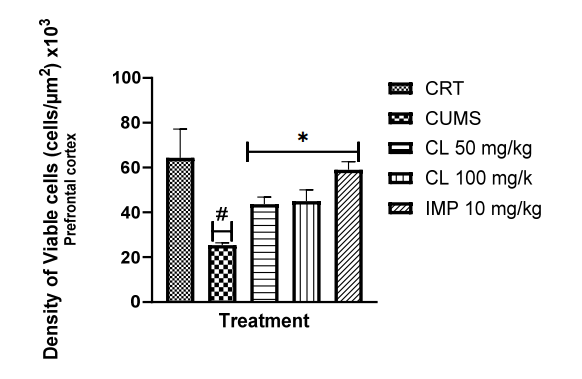 Density of Viable cells (cells/µm²) x10³
Prefrontal cortex
100
80
60
40
20
0
#
*
Treatment
CRT
CUMS
CL 50 mg/kg
CL 100 mg/k
IMP 10 mg/kg